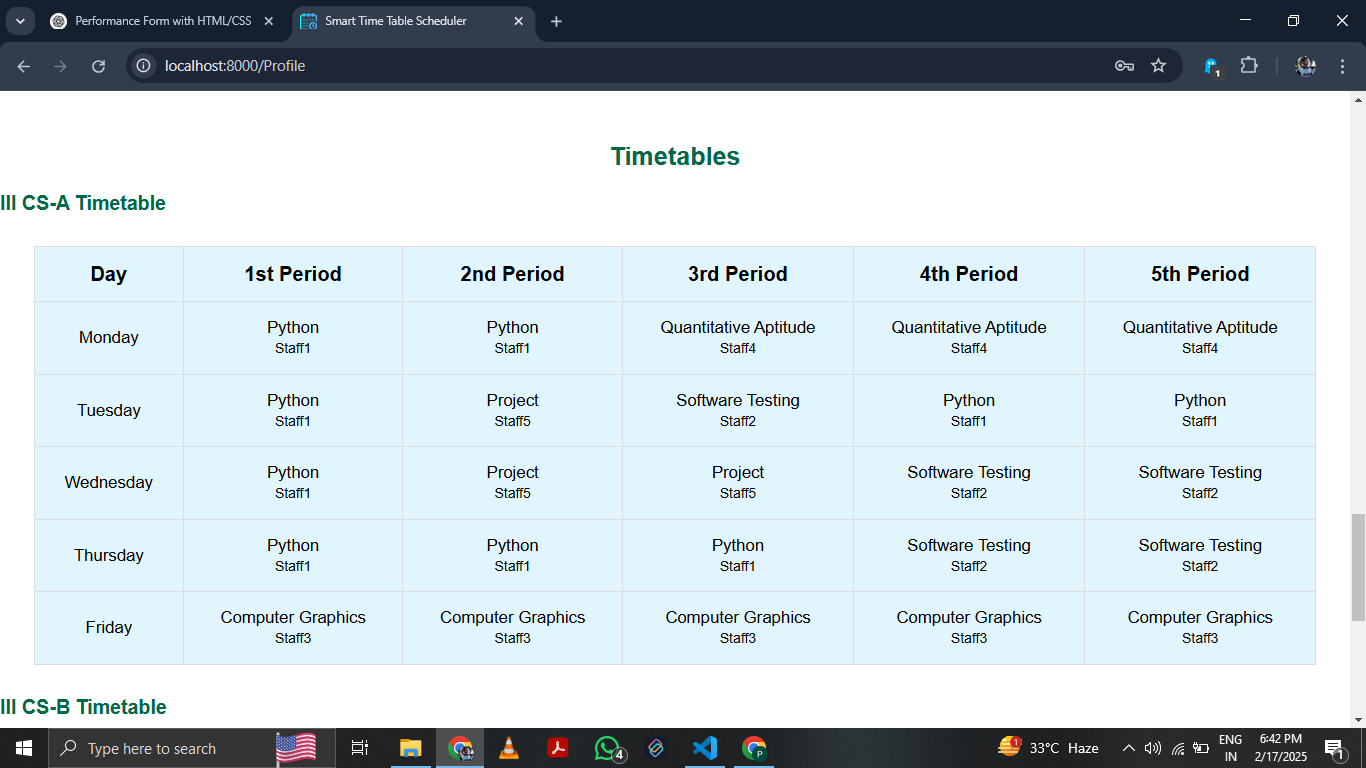 Performance Form with HTML/CSS
Smart Time Table Scheduler
localhost:8000/Profile
1
Timetables
III CS-A Timetable
Day 1st Period 2nd Period 3rd Period 4th Period 5th Period
Monday
Python Python Quantitative Aptitude Quantitative Aptitude Quantitative Aptitude
Staff1 Staff1 Staff4 Staff4 Staff4
Tuesday
Python Project Software Testing Python Python
Staff1 Staff5 Staff2 Staff1 Staff1
Wednesday
Python Project Project Software Testing Software Testing
Staff1 Staff5 Staff5 Staff2 Staff2
Thursday
Python Python Python Software Testing Software Testing
Staff1 Staff1 Staff1 Staff2 Staff2
Friday
Computer Graphics Computer Graphics Computer Graphics Computer Graphics Computer Graphics
Staff3 Staff3 Staff3 Staff3 Staff3
III CS-B Timetable
Type here to search
4
P
1
33°C Haze
ENG
IN
6:42 PM
2/17/2025
1